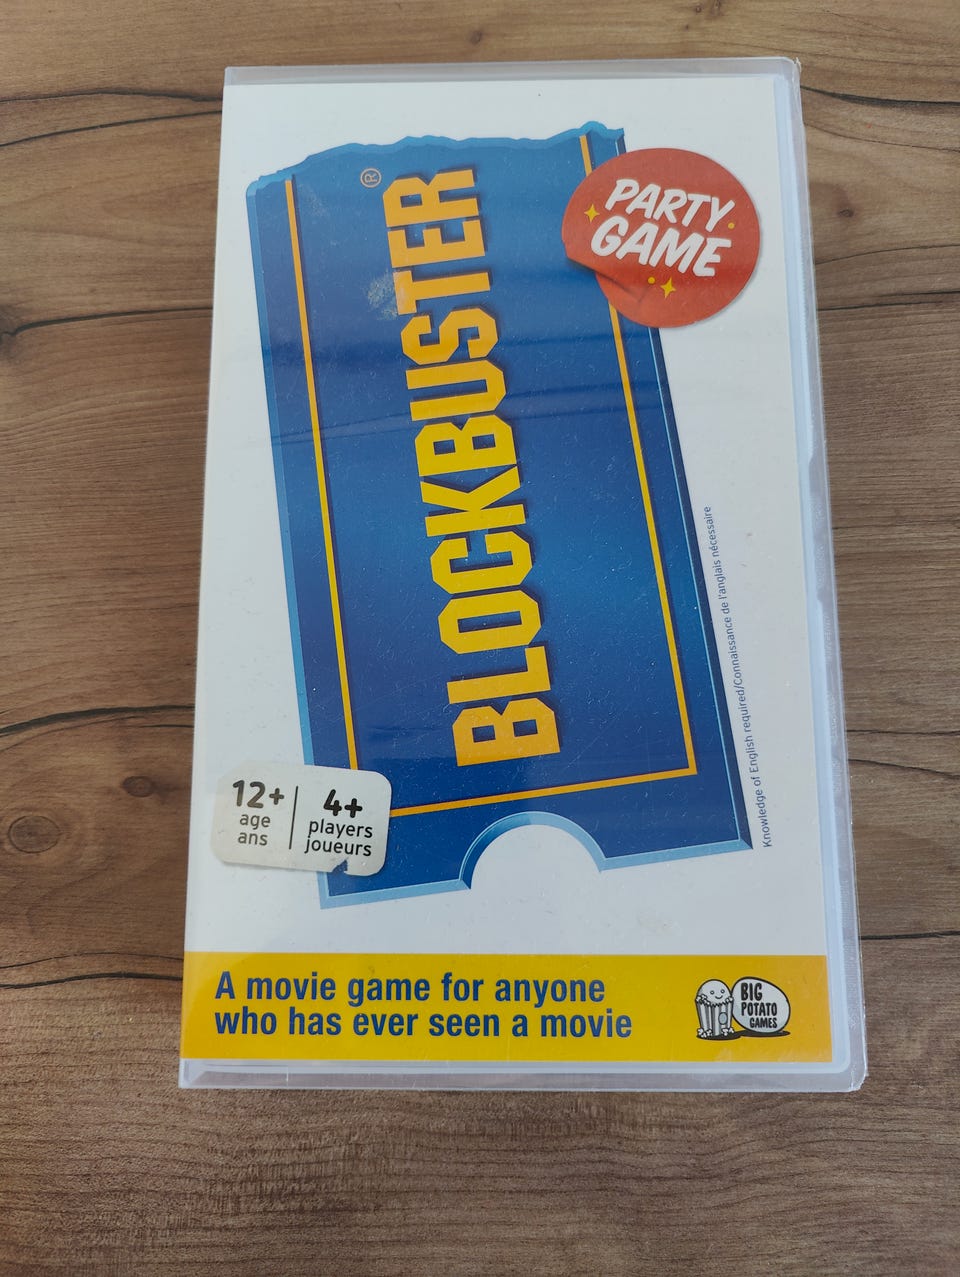 BLOCKBUSTER®
PARTY
GAME
Knowledge of English required/Connaissance de l'anglais nécessaire
12+
age
ans
4+
players
joueurs
A movie game for anyone
who has ever seen a movie
BIG
POTATO
GAMES